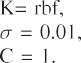 K= rbf,
σ = 0.01,
C = 1.